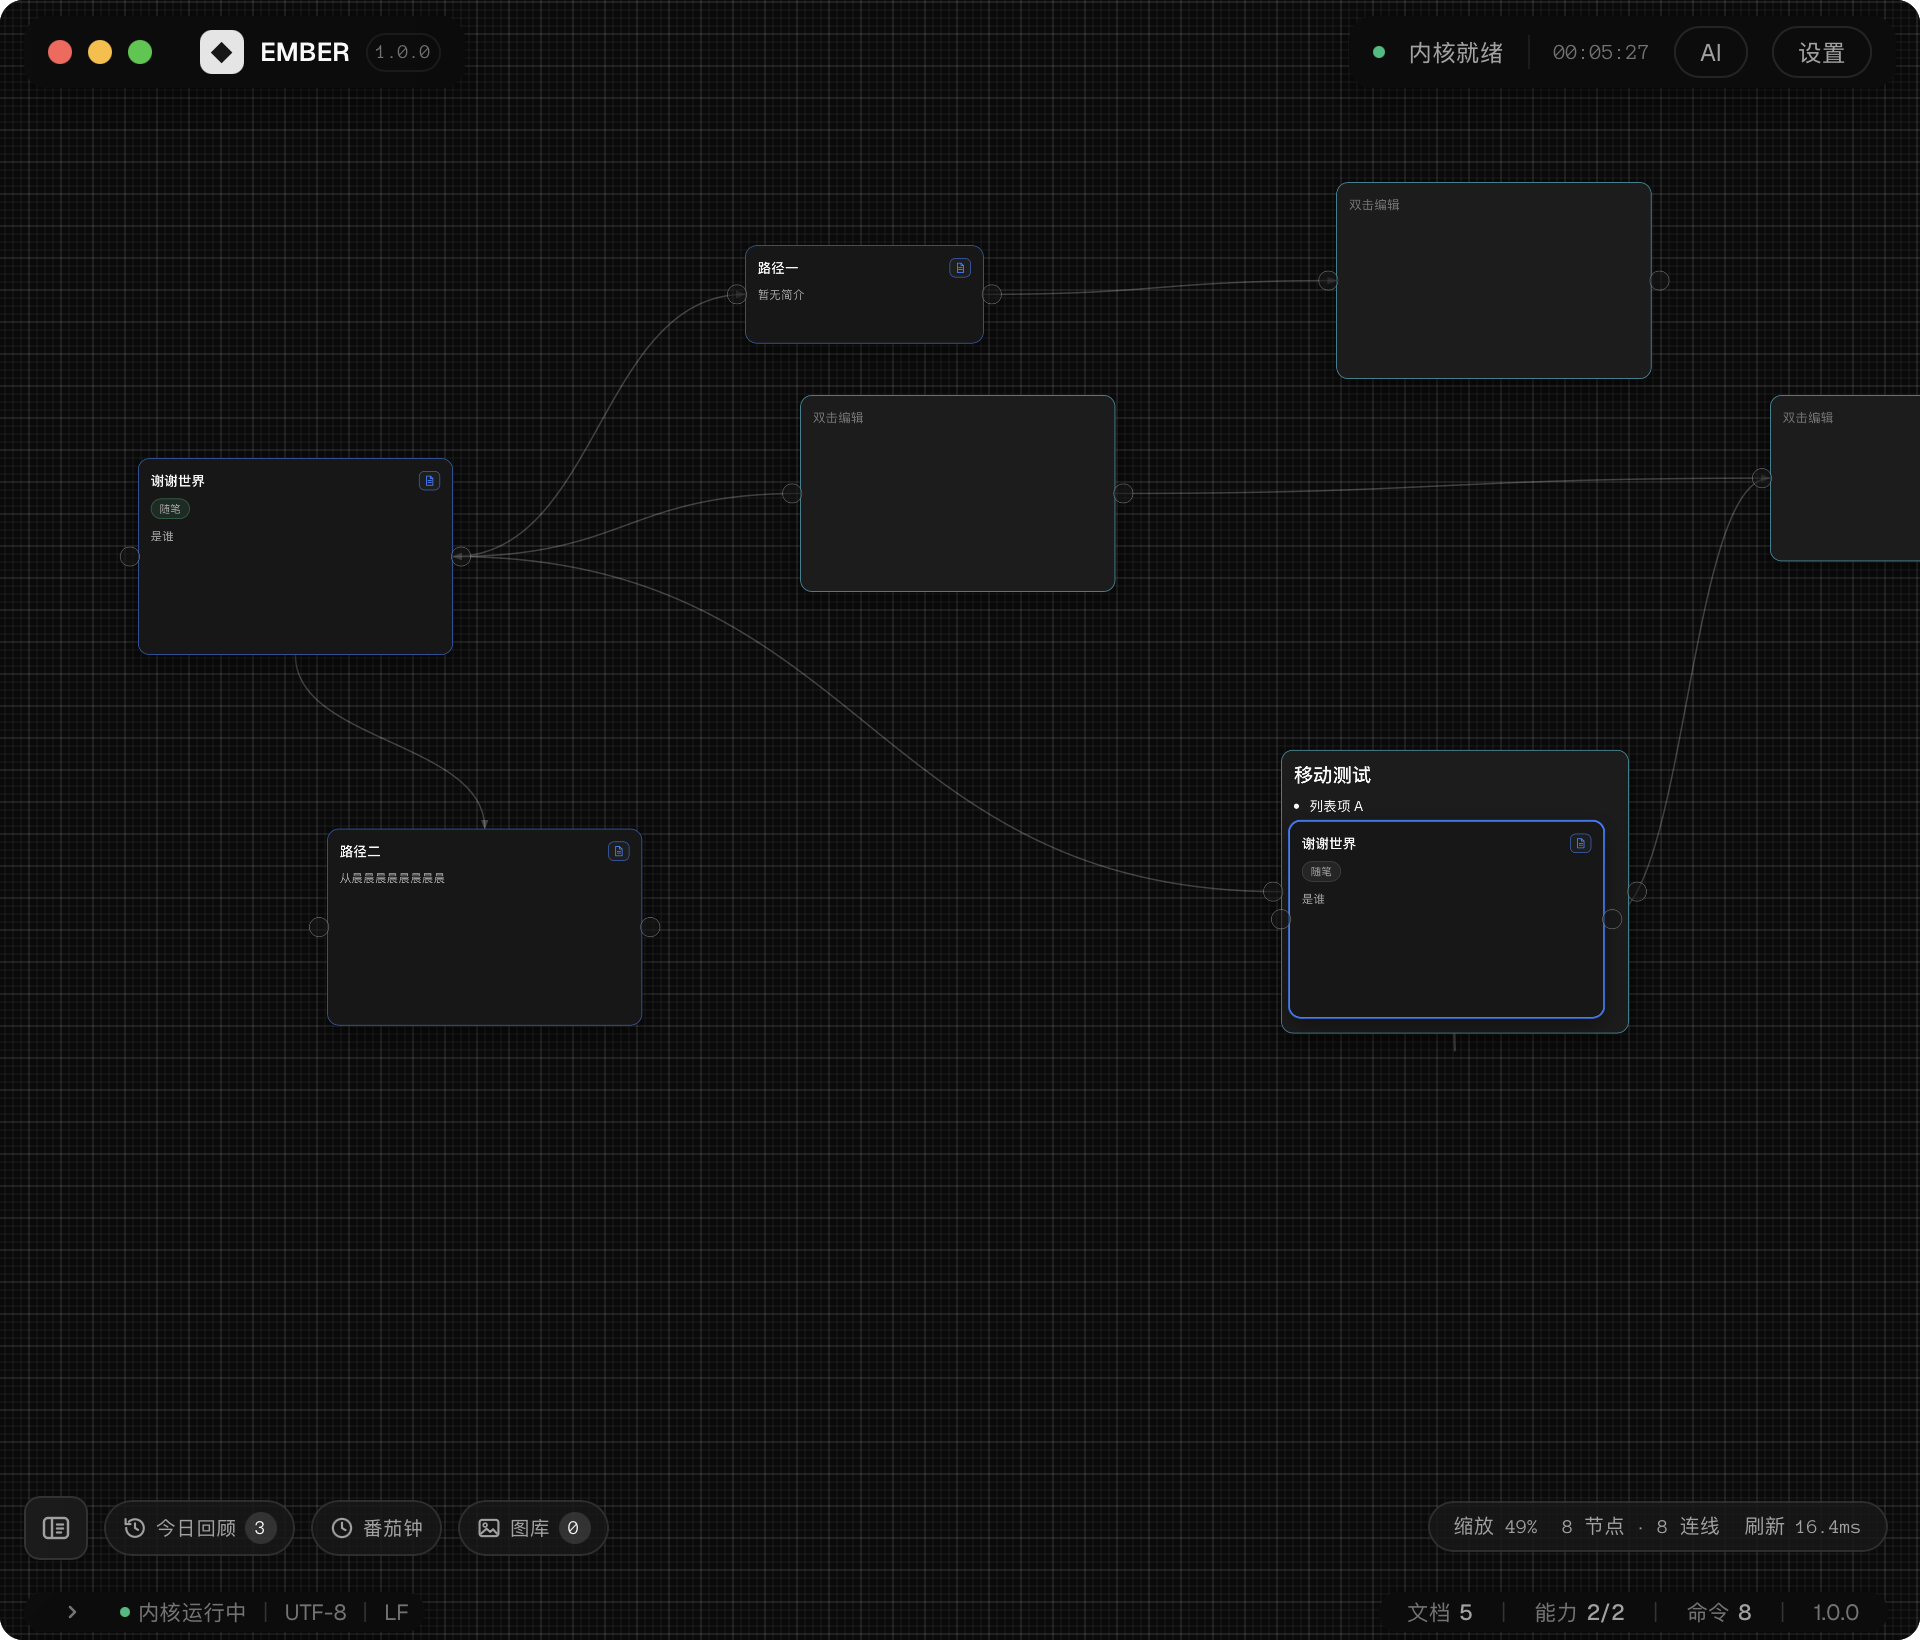 EMBER 1.0.0
内核就绪 00:05:27 AI 设置
双击编辑
路径一
暂无简介
双击编辑
双击编辑
谢谢世界
随笔
是谁
移动测试
• 列表项 A
谢谢世界
随笔
是谁
路径二
从晨晨晨晨晨晨晨晨
今日回顾 3 番茄钟 图库 0
缩放 49% 8 节点 · 8 连线 刷新 16.4ms
内核运行中 UTF-8 LF
文档 5 能力 2/2 命令 8 1.0.0